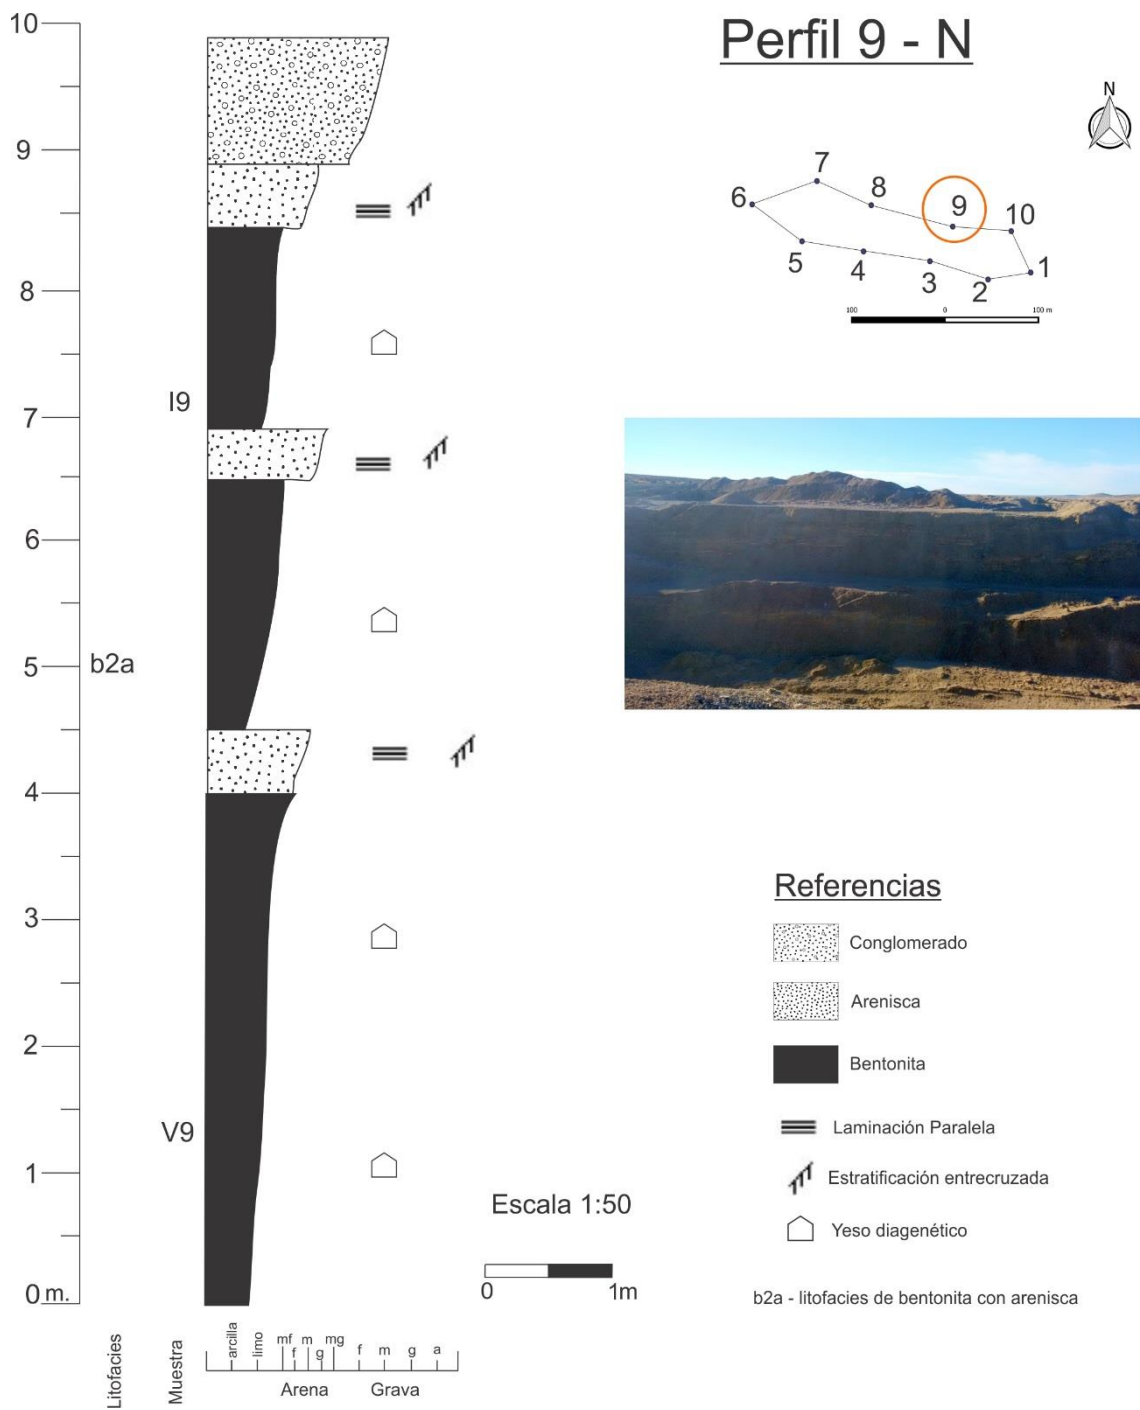 Perfil 9 - N
N
7
8
9
6
10
5
4
3
2
1
100
0
100 m
10
9
8
7
6
5
4
3
2
1
0 m.
I9
b2a
V9
Escala 1:50
0
1m
Referencias
Conglomerado
Arenisca
Bentonita
Laminación Paralela
Estratificación entrecruzada
Yeso diagenético
b2a - litofacies de bentonita con arenisca
Litofacies
Muestra
arcilla
limo
mf
f
m
g
mg
f
m
g
a
Arena
Grava